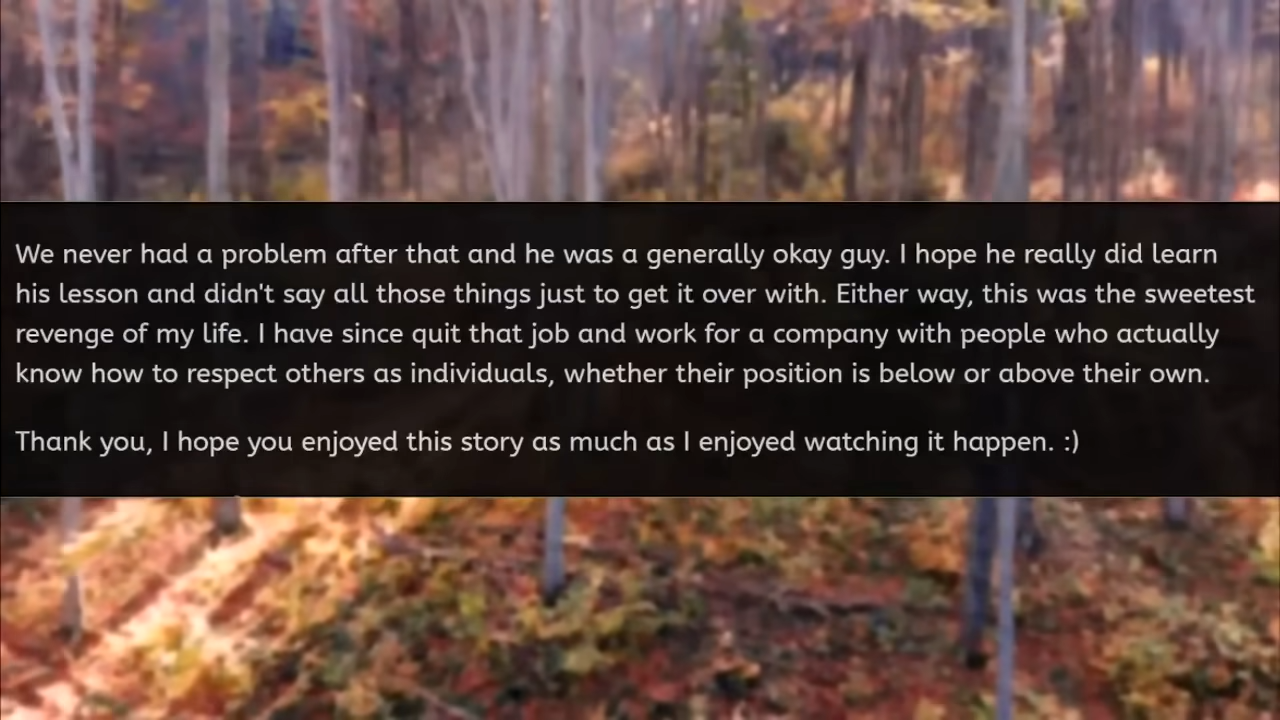 We never had a problem after that and he was a generally okay guy. I hope he really did learn
his lesson and didn't say all those things just to get it over with. Either way, this was the sweetest
revenge of my life. I have since quit that job and work for a company with people who actually
know how to respect others as individuals, whether their position is below or above their own.
Thank you, I hope you enjoyed this story as much as I enjoyed watching it happen. :)